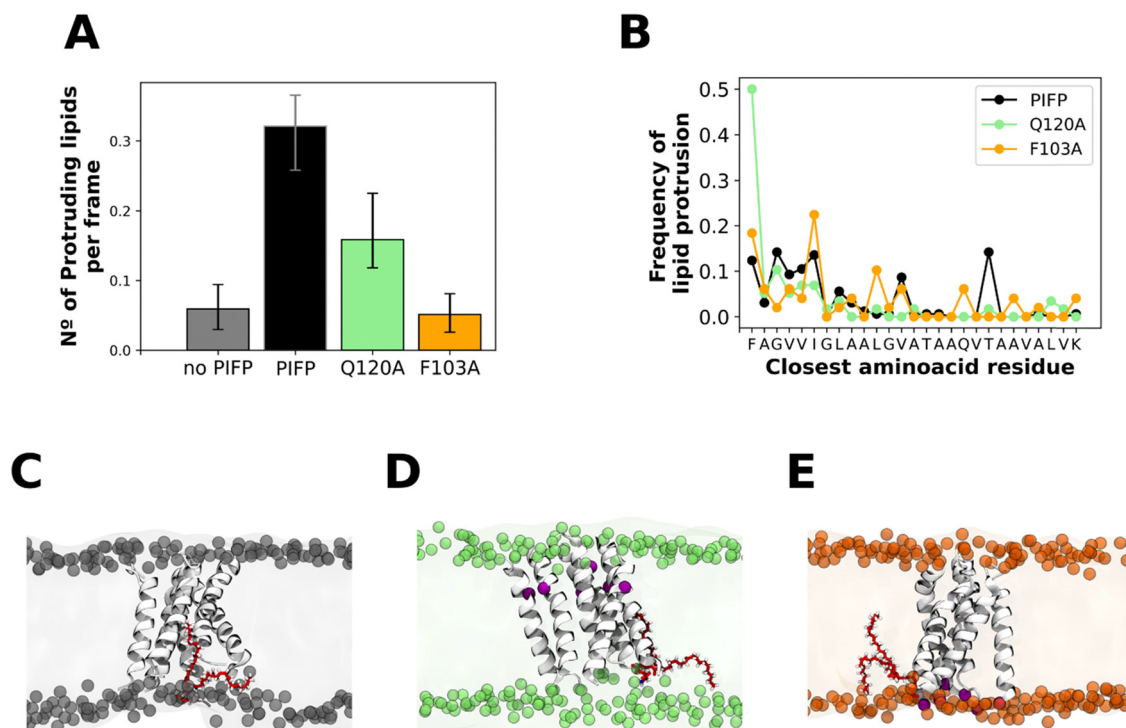 A
Nº of Protruding lipids
per frame
0.3
0.2
0.1
0.0
no PIFP PIFP Q120A F103A
B
Frequency of
lipid protrusion
0.5
0.4
0.3
0.2
0.1
0.0
PIFP
Q120A
F103A
F A G V V I G L A A L G V A T A A Q V T A A V A L V K
Closest aminoacid residue
C
D
E